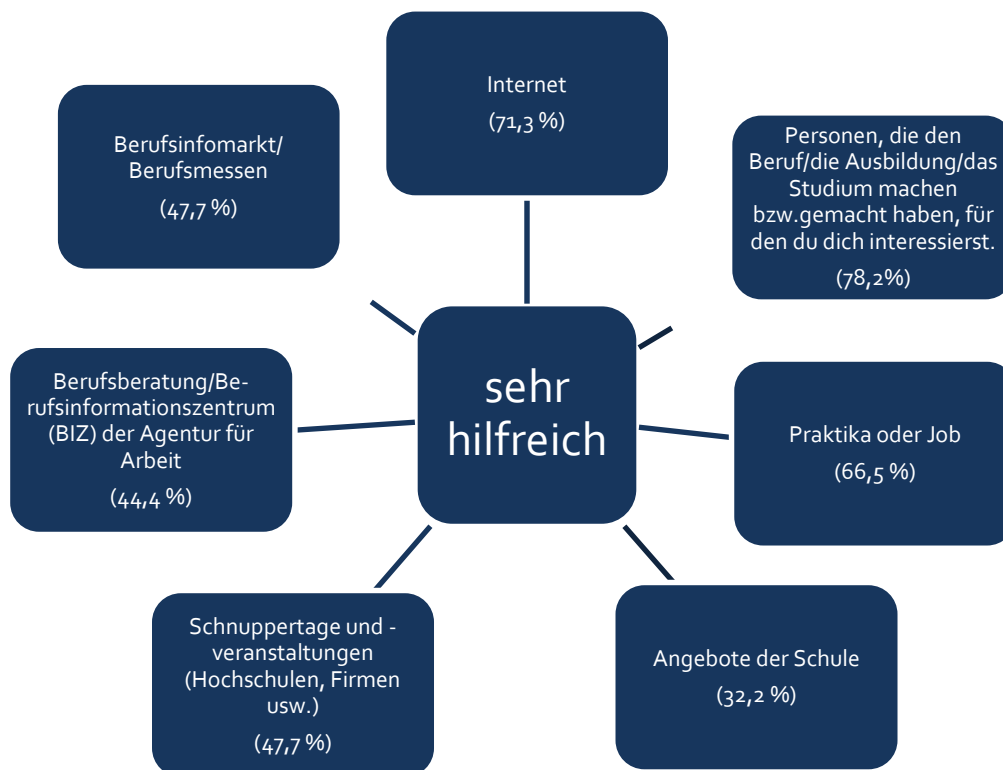 Internet
(71,3 %)
Berufsinfomarkt/
Berufsmessen
(47,7 %)
Personen, die den
Beruf/die Ausbildung/das
Studium machen
bzw.gemacht haben, für
den du dich interessierst.
(78,2%)
sehr
hilfreich
Berufsberatung/Be-
rufsinformationszentrum
(BIZ) der Agentur für
Arbeit
(44,4 %)
Praktika oder Job
(66,5 %)
Schnuppertage und -
veranstaltungen
(Hochschulen, Firmen
usw.)
(47,7 %)
Angebote der Schule
(32,2 %)